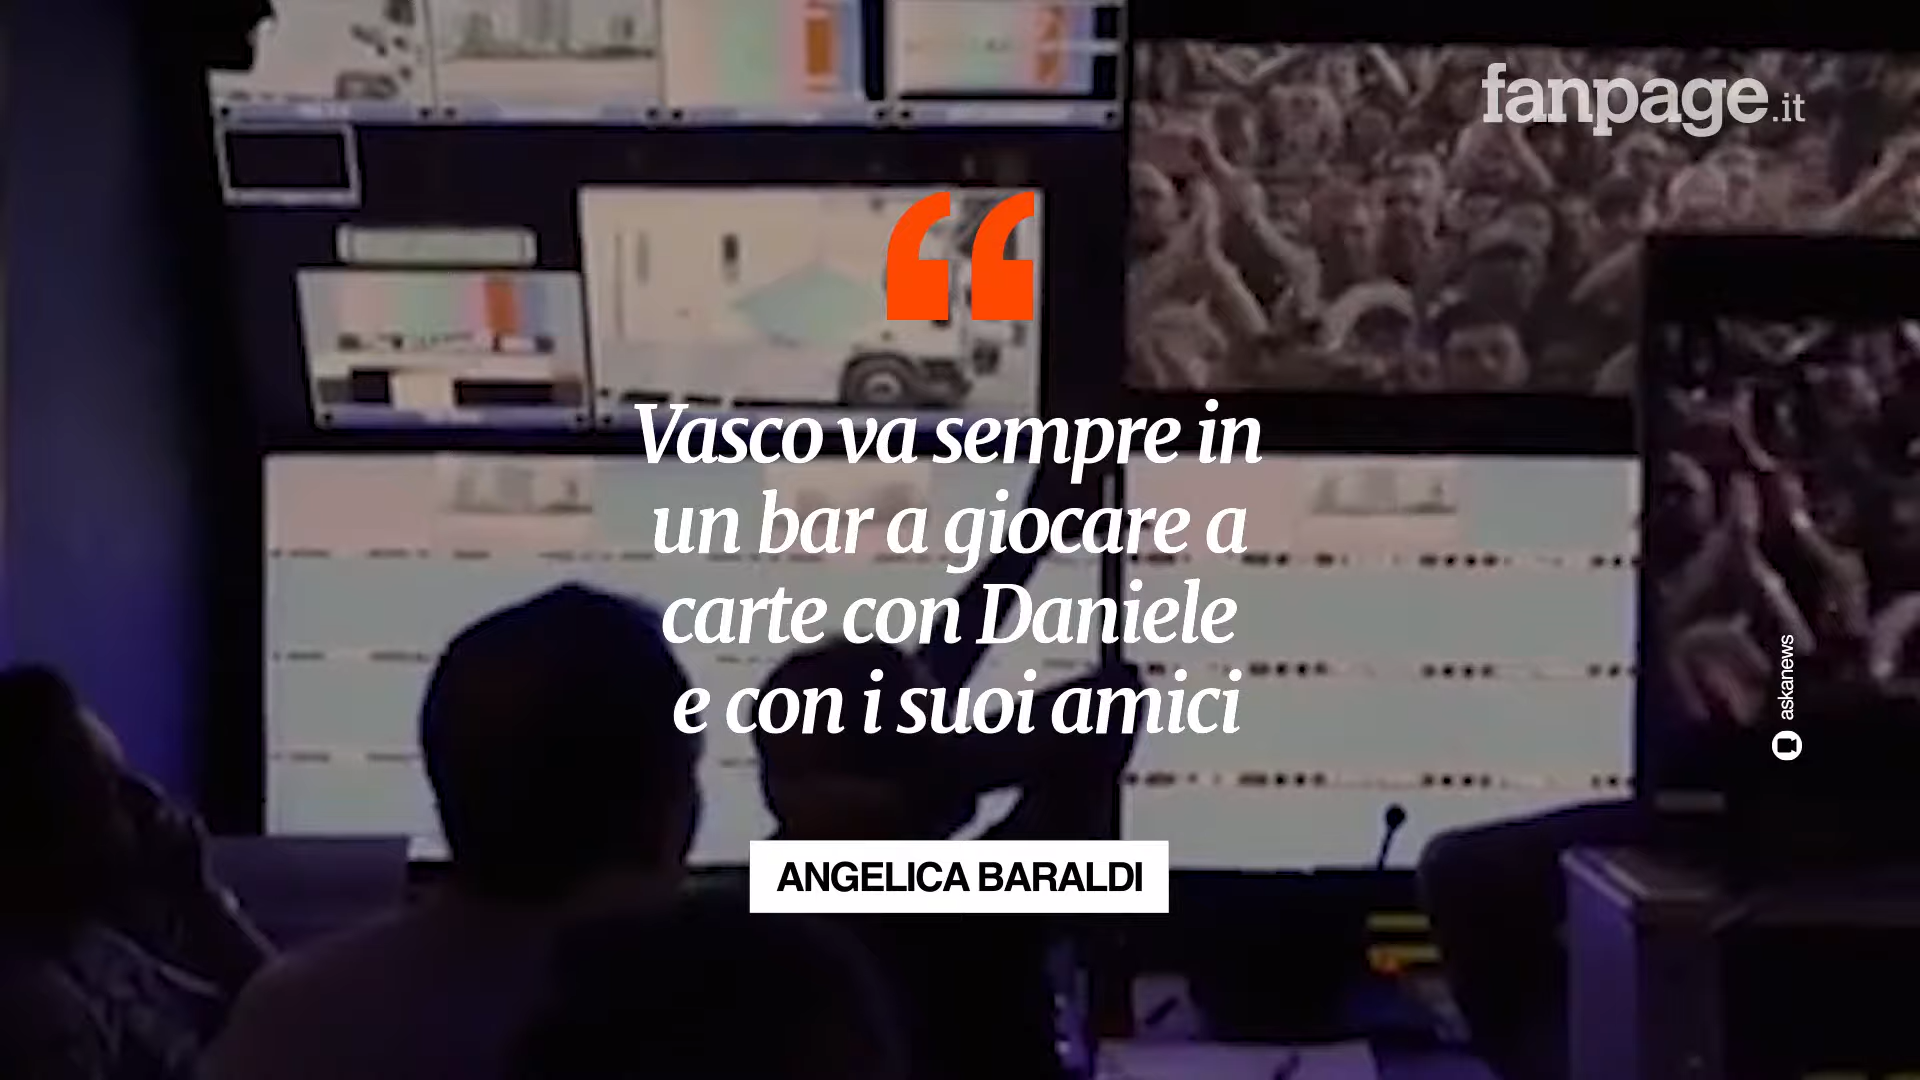 fanpage.it
Vasco va sempre in
un bar a giocare a
carte con Daniele
e con i suoi amici
askanews
ANGELICA BARALDI